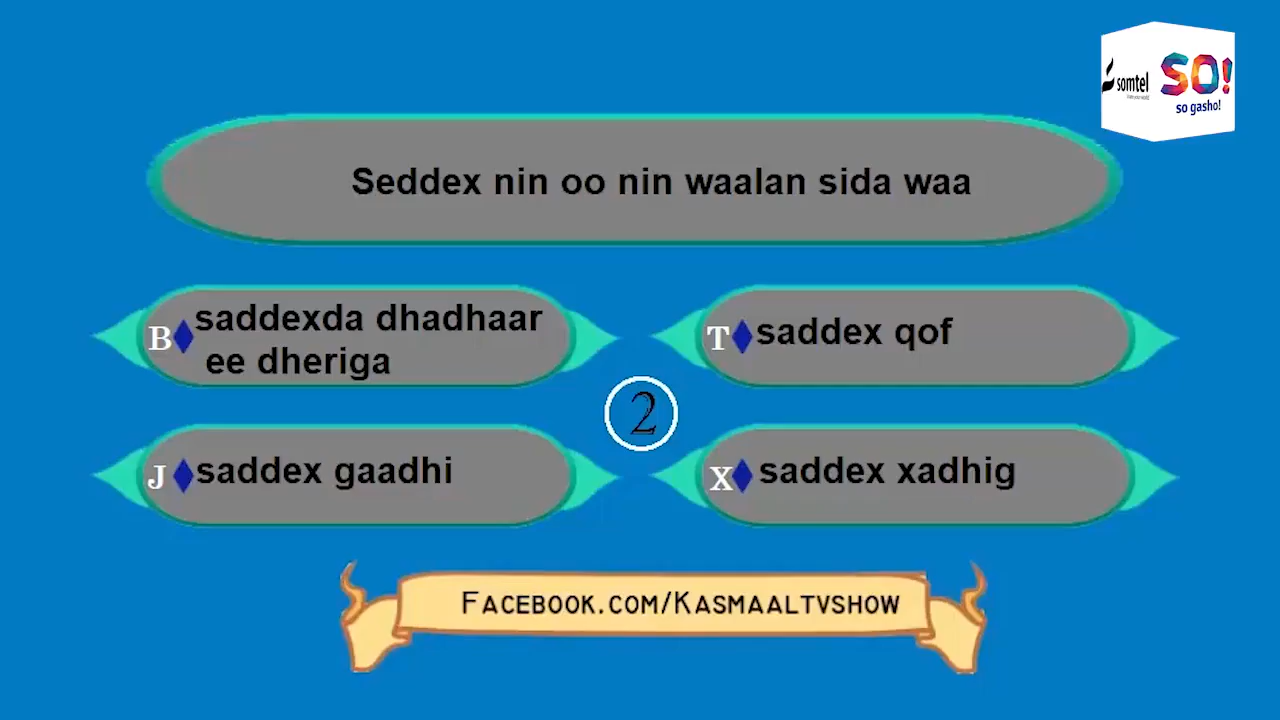 somtel
SO!
so gasho!
Seddex nin oo nin waalan sida waa
B saddexda dhadhaar
ee dheriga
T saddex qof
2
J saddex gaadhi
X saddex xadhig
FACEBOOK.COM/KASMAALTVSHOW